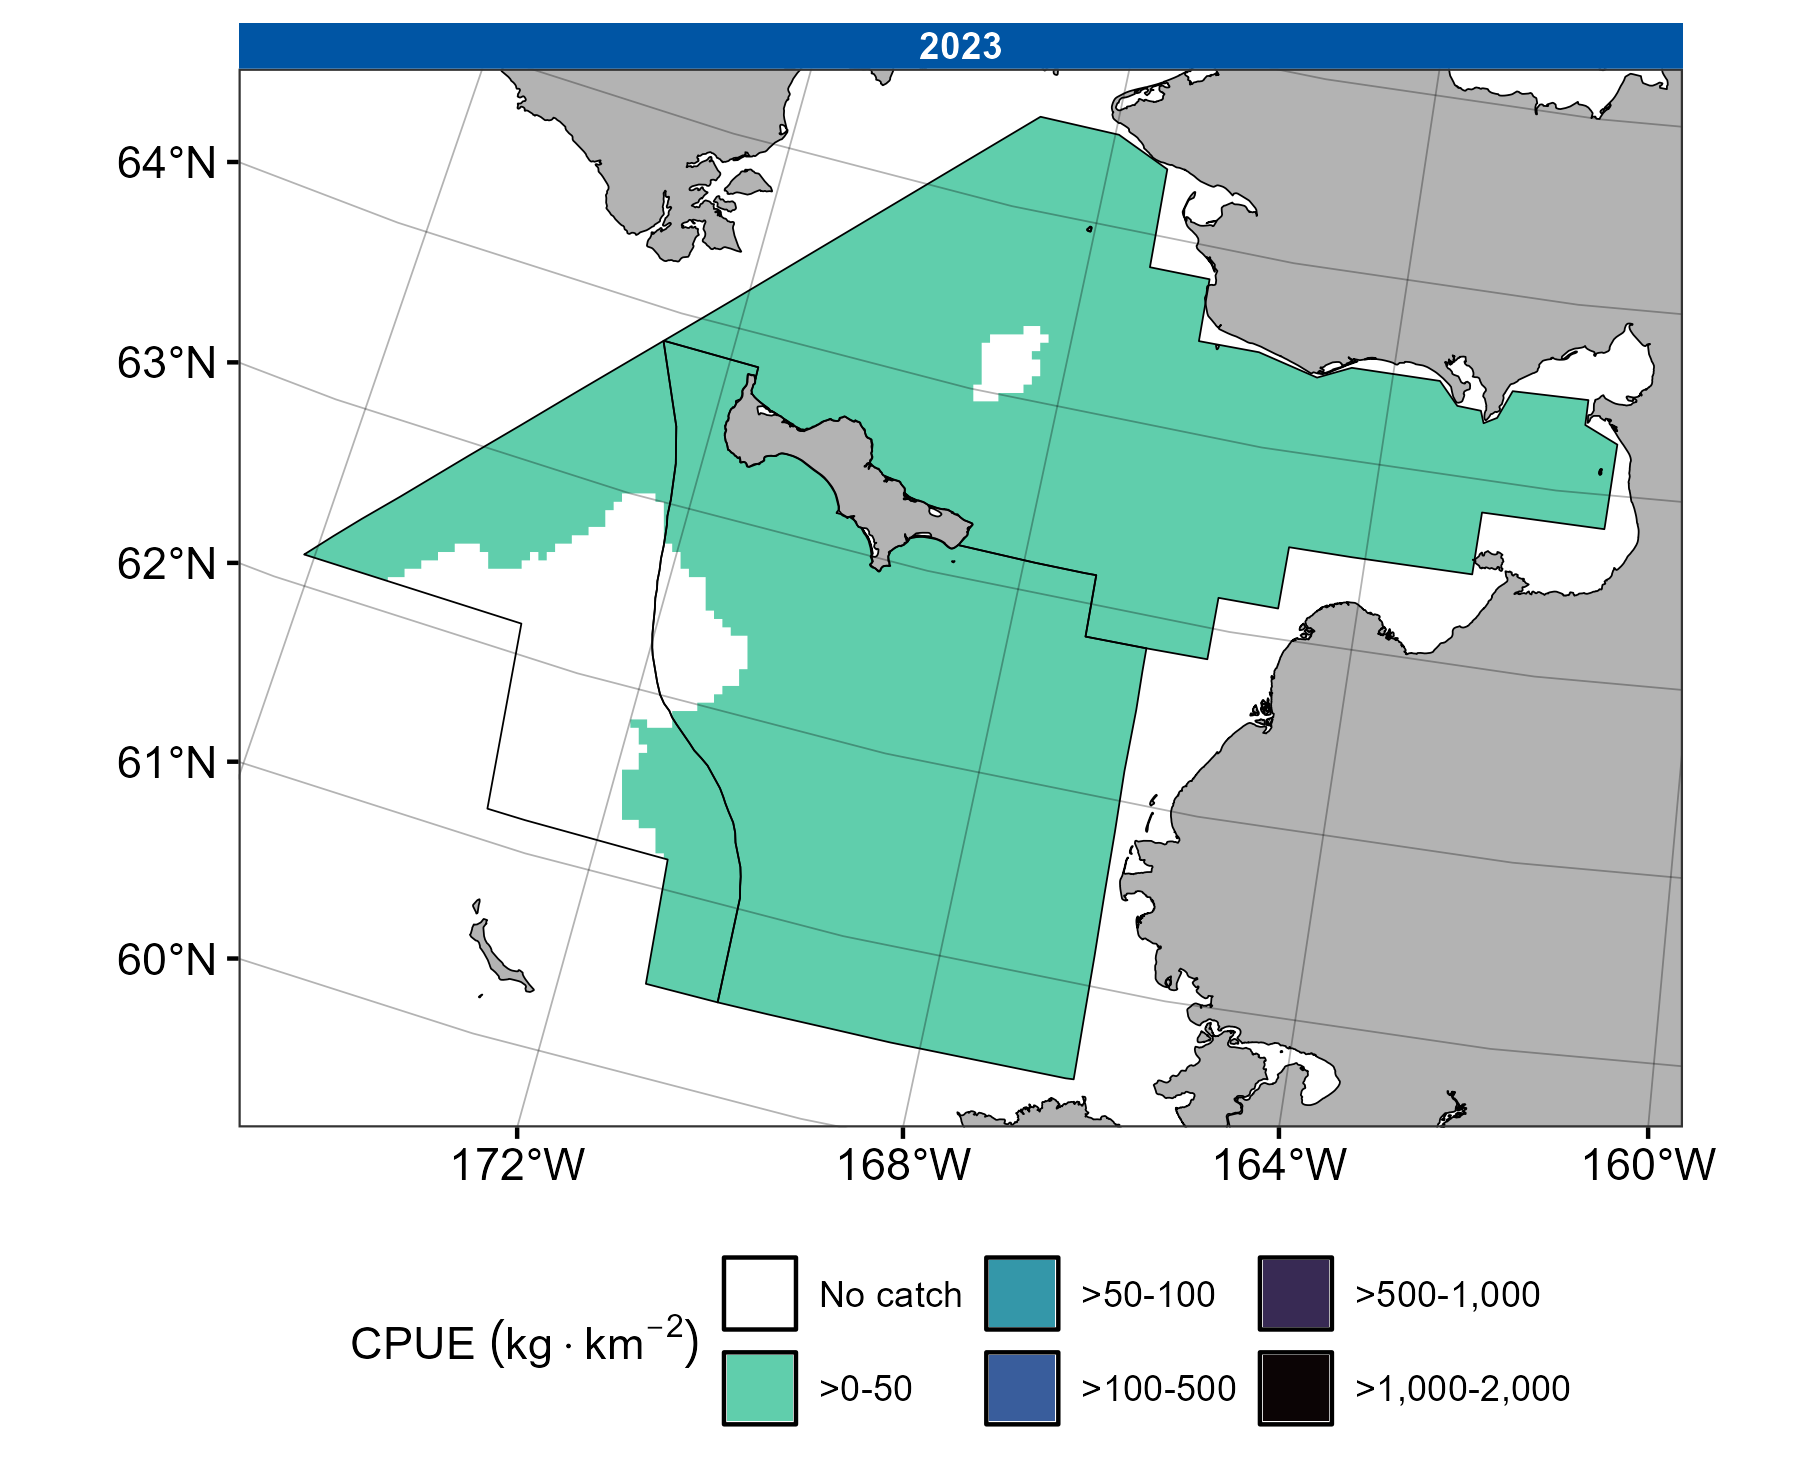 2023
64°N
63°N
62°N
61°N
60°N
172°W 168°W 164°W 160°W
CPUE (kg · km⁻²)
No catch >50-100 >500-1,000
>0-50 >100-500 >1,000-2,000